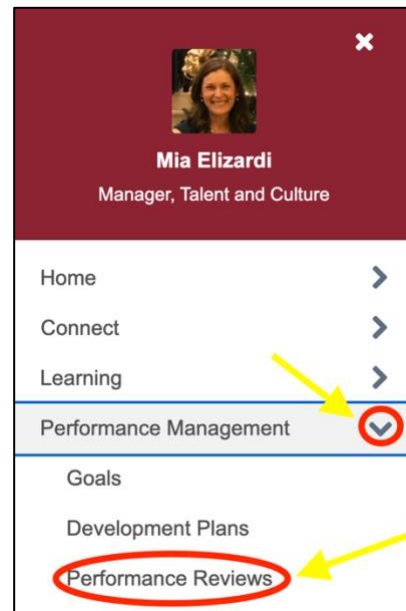 Mia Elizardi
Manager, Talent and Culture
Home
Connect
Learning
Performance Management
Goals
Development Plans
Performance Reviews